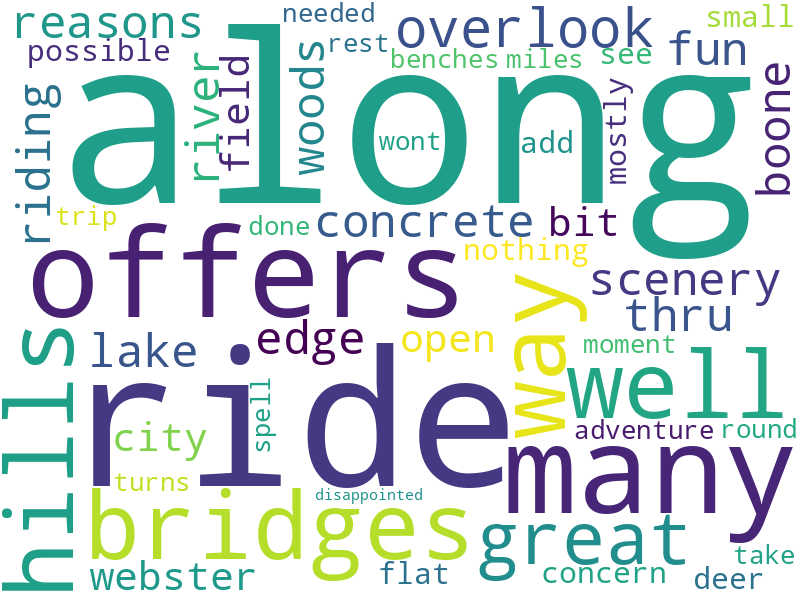 needed
small
reasons
overlook
fun
possible
rest
benches
miles
see
along
river
field
woods
riding
wont
add
mostly
boone
trip
done
concrete
bit
nothing
offers
scenery
thru
hills
lake
edge
open
way
moment
well
ride
city
spell
adventure
round
turns
many
disappointed
bridges
great
webster
flat
concern
deer
take